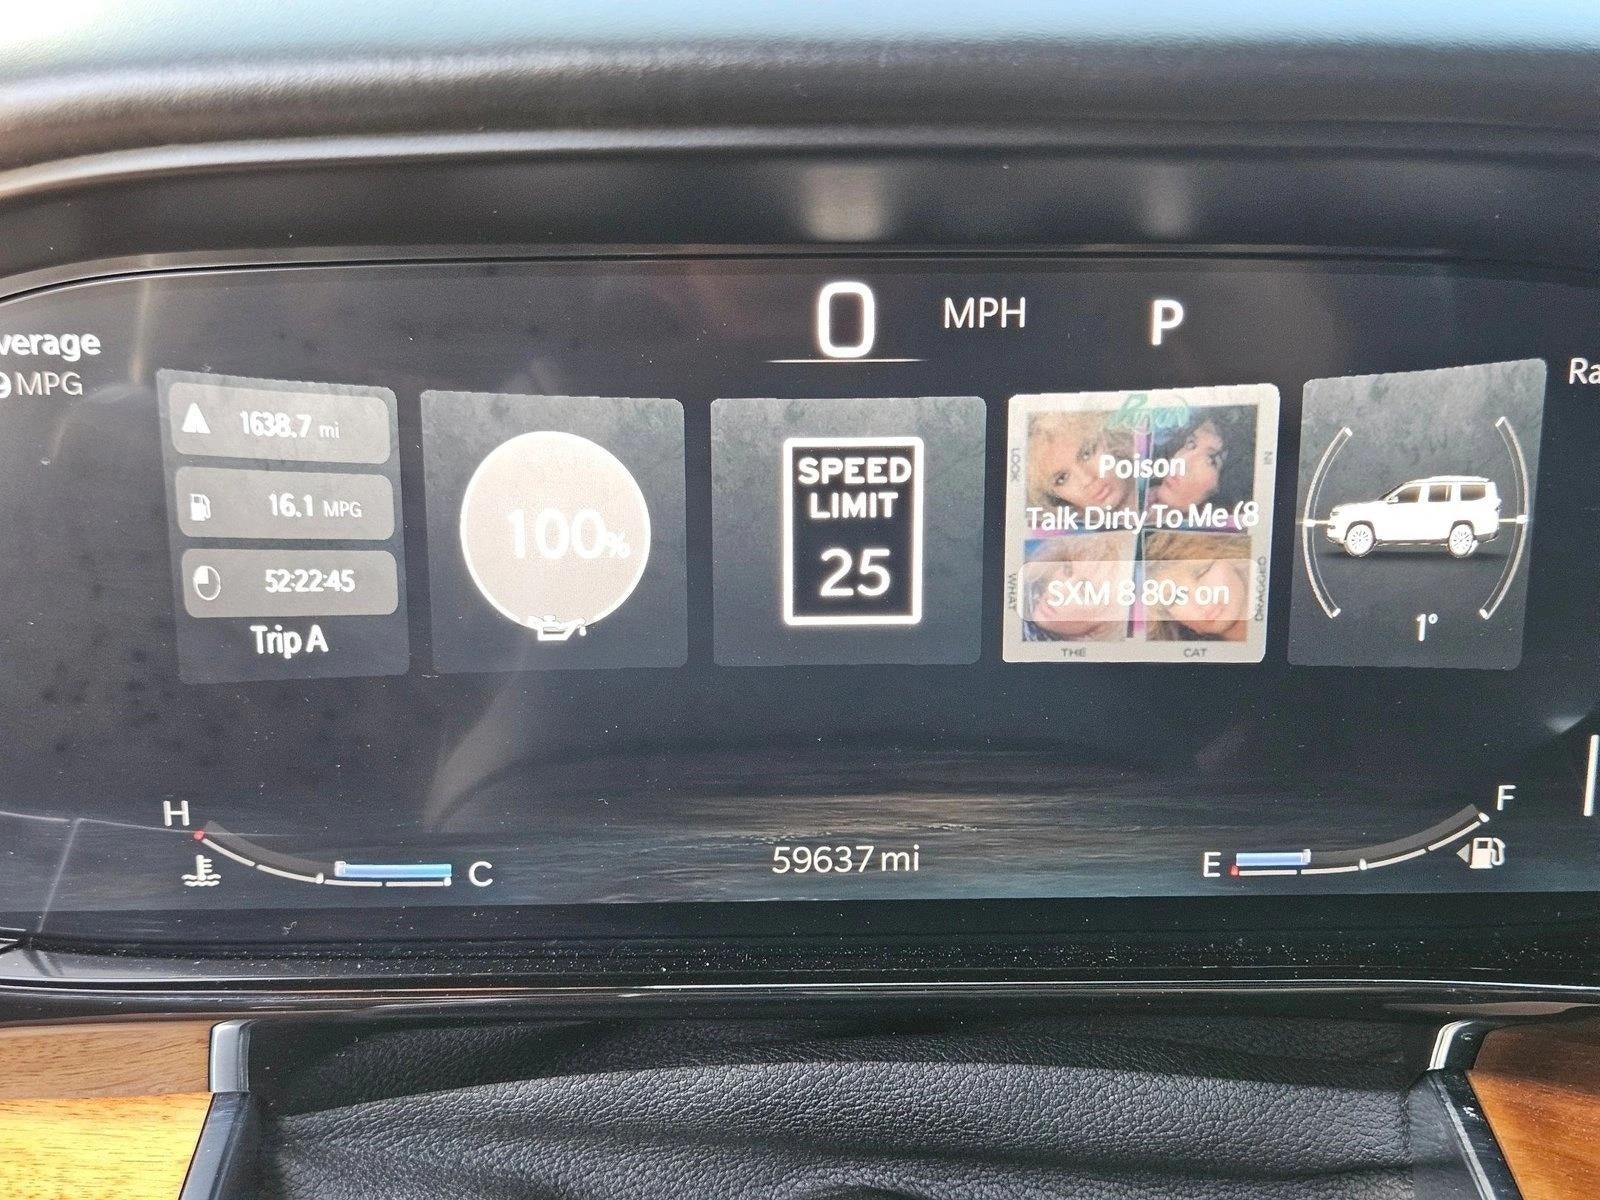 0 MPH P
verage
9 MPG
Ra
1638.7 mi
16.1 MPG
52:22:45
Trip A
100%
SPEED
LIMIT
25
Poison
LOOK
IN
Poison
Talk Dirty To Me (8
SXM 8 80s on
WHAT
DRAGGED
THE CAT
1°
H
C
59637 mi
E
F